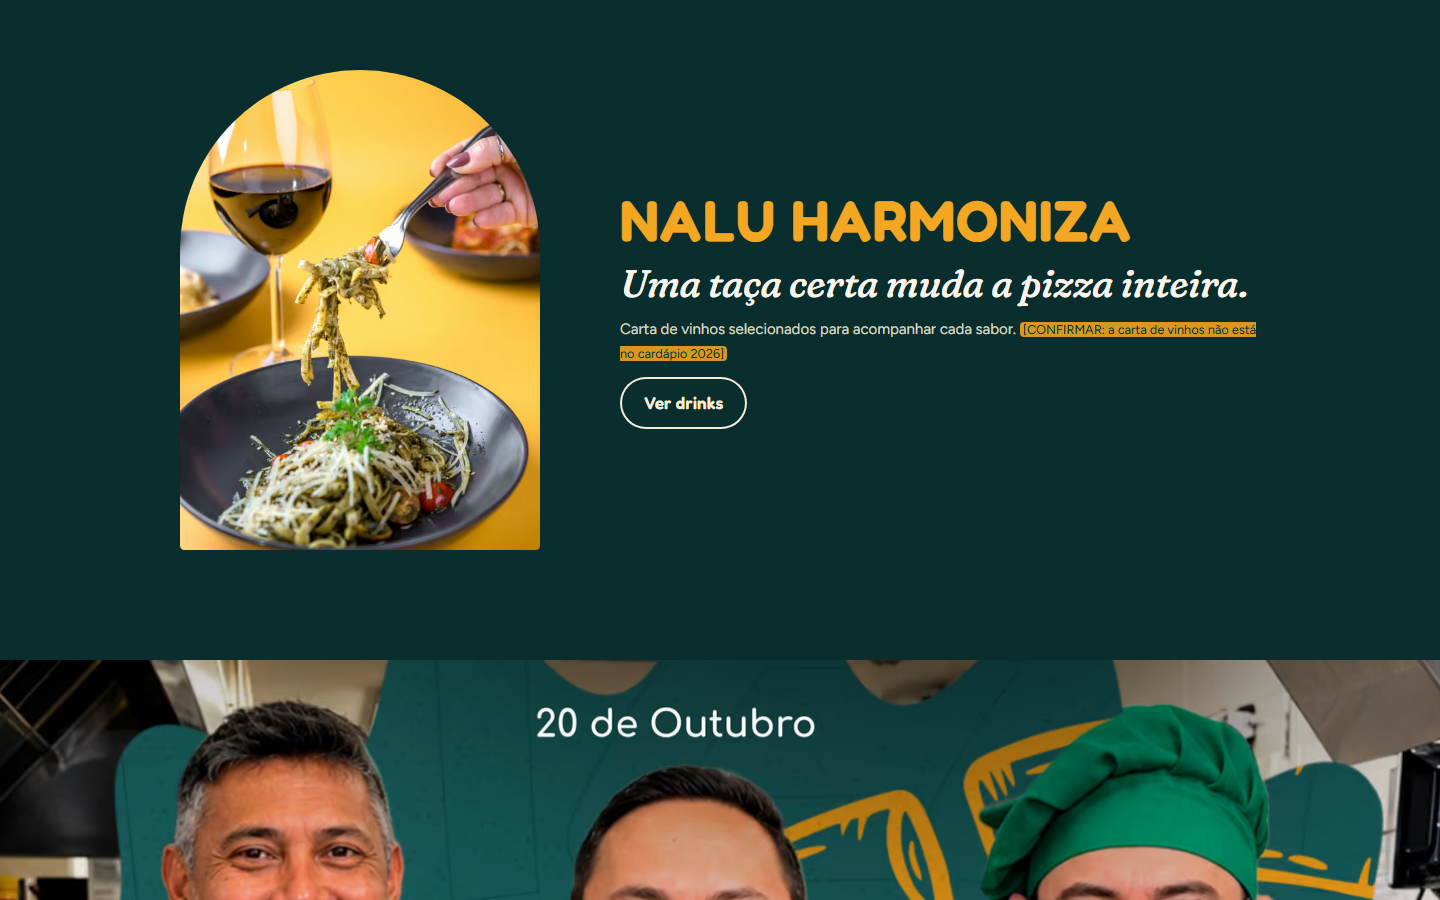 NALU HARMONIZA
Uma taça certa muda a pizza inteira.
Carta de vinhos selecionados para acompanhar cada sabor. [CONFIRMAR: a carta de vinhos não está
no cardápio 2026]
Ver drinks
20 de Outubro